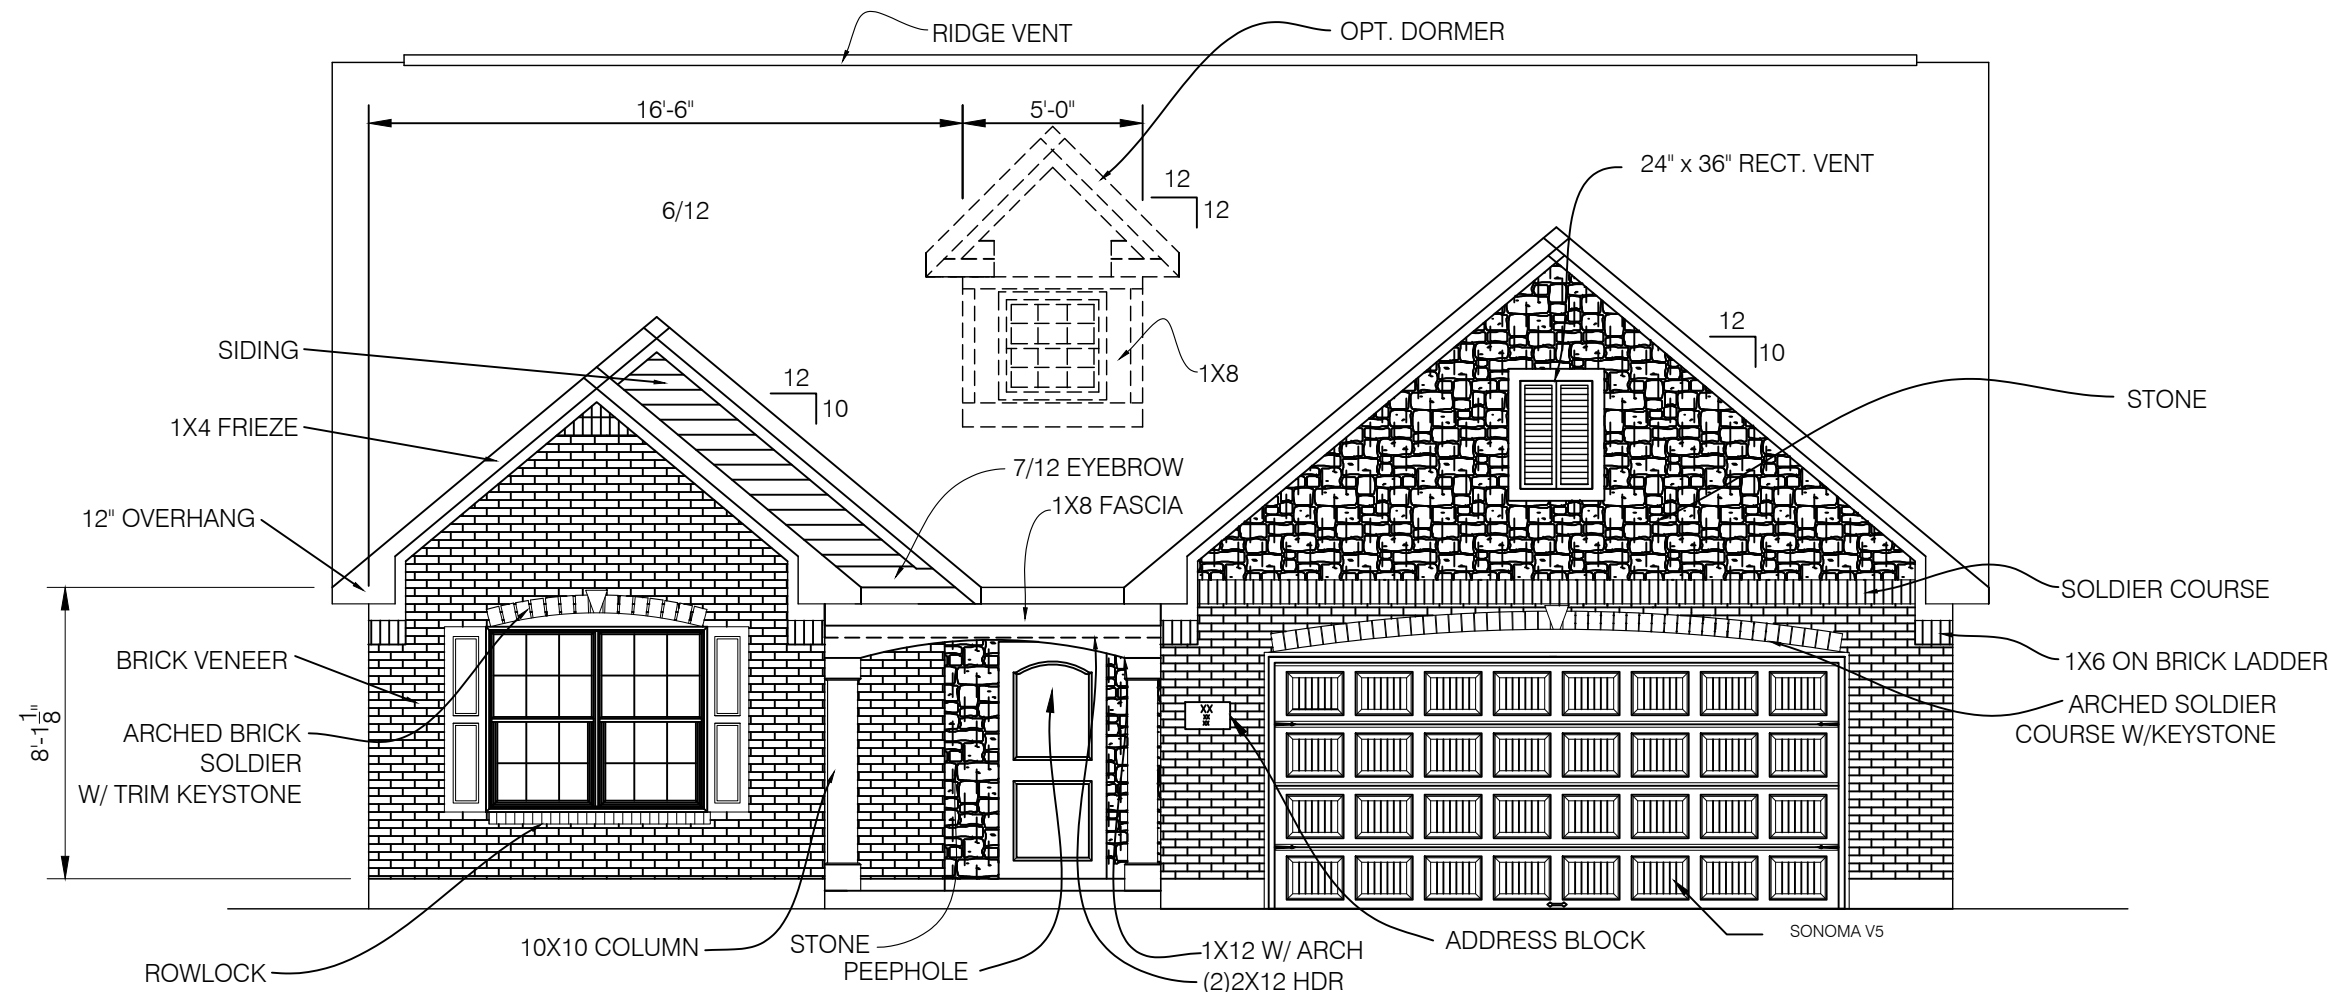 RIDGE VENT
OPT. DORMER
16'-6"
5'-0"
24" x 36" RECT. VENT
12
12
6/12
12
10
SIDING
1X8
12
10
STONE
1X4 FRIEZE
7/12 EYEBROW
1X8 FASCIA
12" OVERHANG
SOLDIER COURSE
BRICK VENEER
1X6 ON BRICK LADDER
8'-1 1/8"
XX
XX
XX
ARCHED SOLDIER
COURSE W/KEYSTONE
ARCHED BRICK
SOLDIER
W/ TRIM KEYSTONE
SONOMA V5
10X10 COLUMN
STONE
ADDRESS BLOCK
1X12 W/ ARCH
ROWLOCK
PEEPHOLE
(2)2X12 HDR